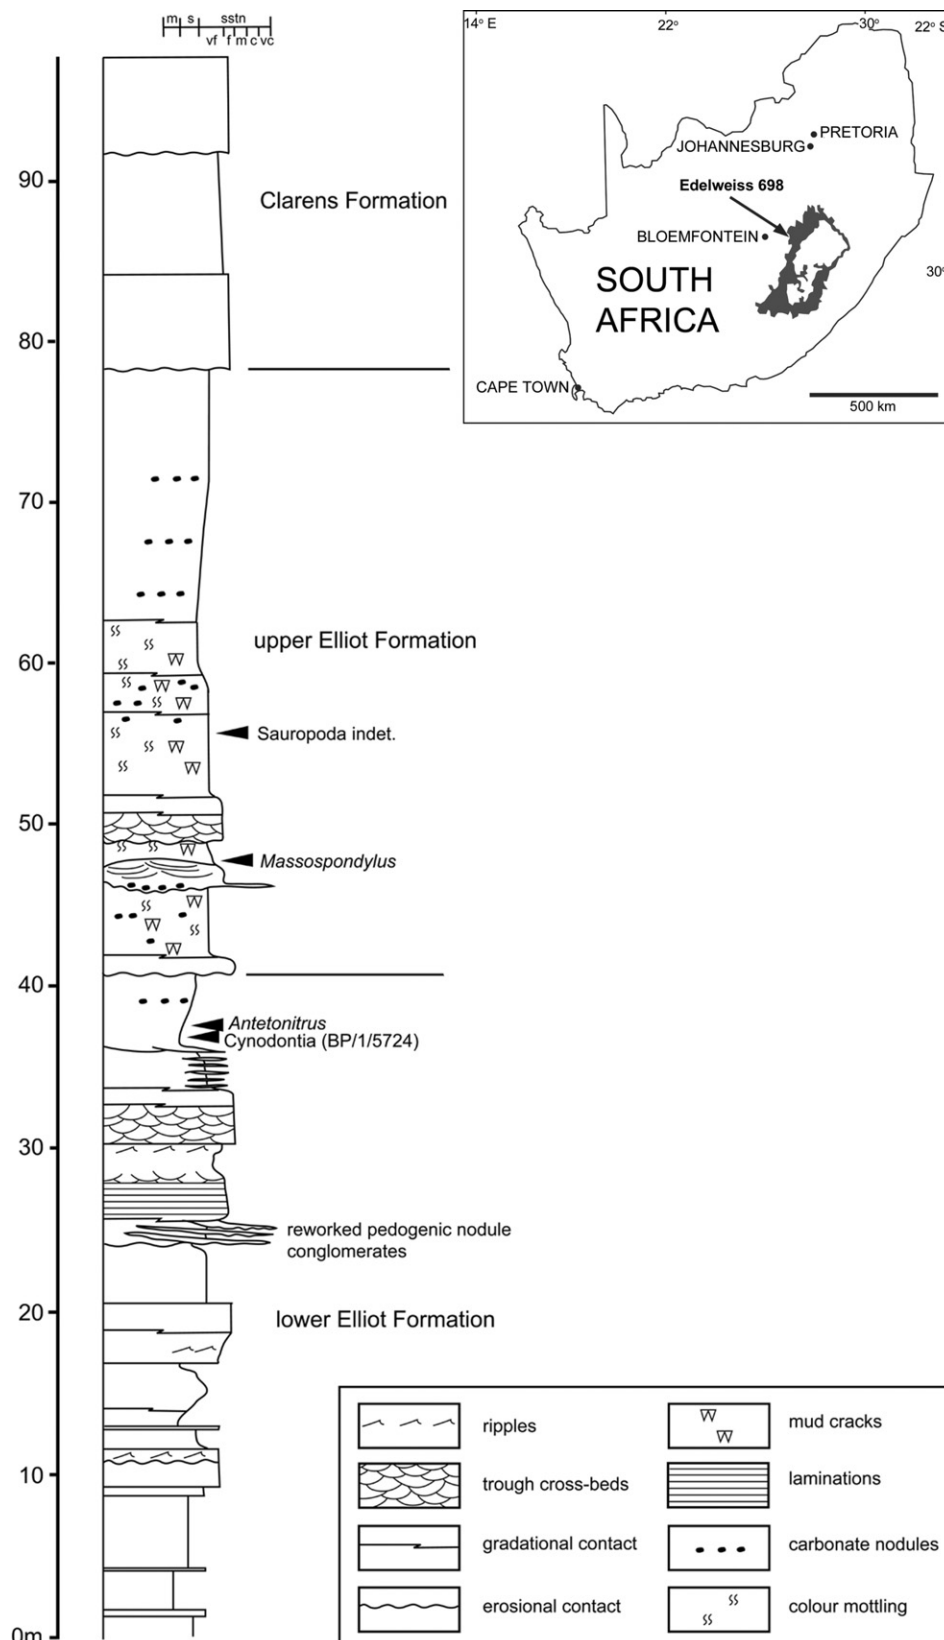 m s sstn
vf f m c vc
14° E 22° 30° 22° S
PRETORIA
JOHANNESBURG
Edelweiss 698
BLOEMFONTEIN
SOUTH
AFRICA
30°
CAPE TOWN
500 km
90
Clarens Formation
80
70
upper Elliot Formation
60
Sauropoda indet.
50
Massospondylus
40
Antetonitrus
Cynodontia (BP/1/5724)
30
reworked pedogenic nodule
conglomerates
20
lower Elliot Formation
10
0m
ripples
mud cracks
trough cross-beds
laminations
gradational contact
carbonate nodules
erosional contact
colour mottling